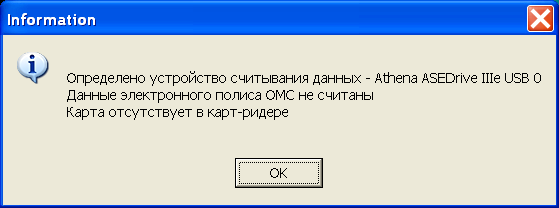 Information
Определено устройство считывания данных - Athena ASEDrive IIIe USB 0
Данные электронного полиса ОМС не считаны
Карта отсутствует в карт-ридере
OK